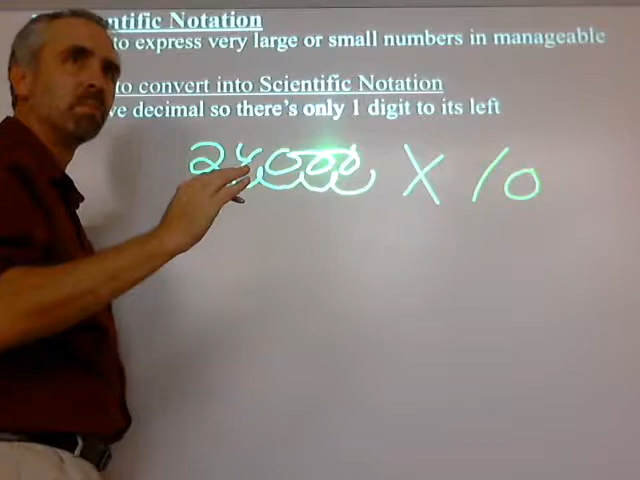 ntific Notation
to express very large or small numbers in manageable
to convert into Scientific Notation
ve decimal so there's only 1 digit to its left
24000 X 10